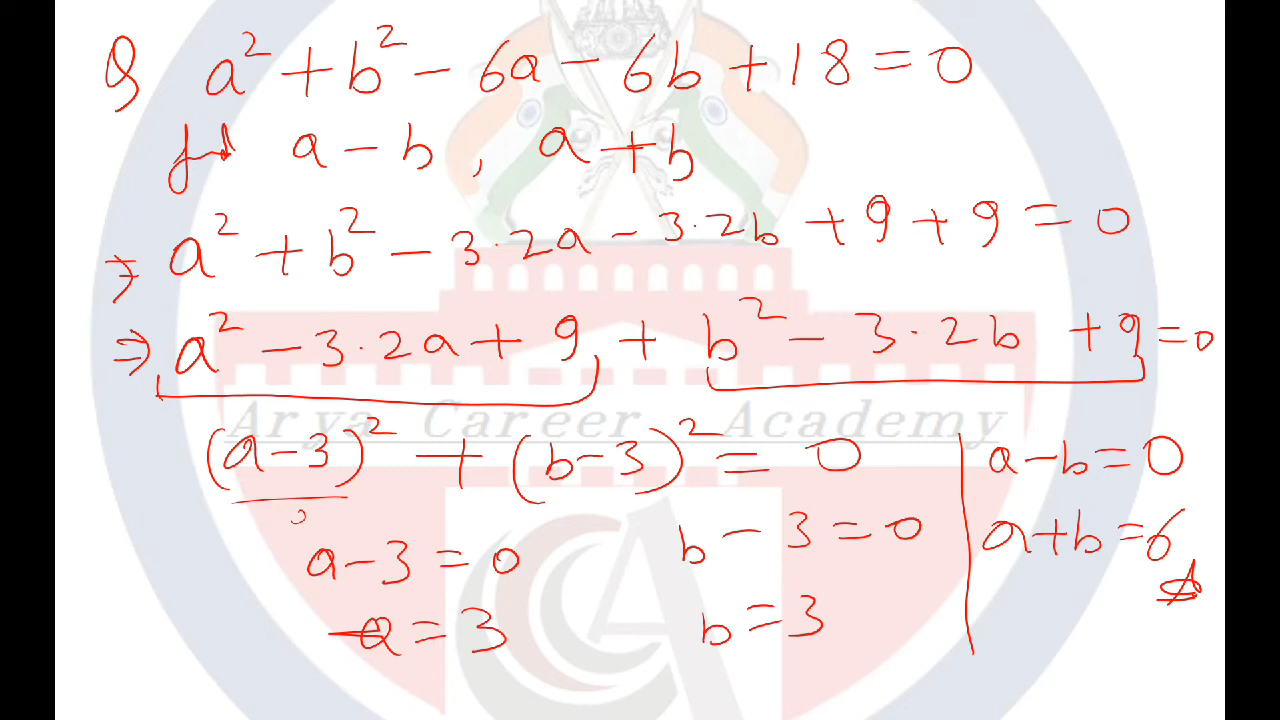 Q a² + b² - 6a - 6b + 18 = 0
find a - b, a + b
⇒ a² + b² - 3·2a - 3·2b + 9 + 9 = 0
⇒ a² - 3·2a + 9 + b² - 3·2b + 9 = 0
Arya Career Academy
(a-3)² + (b-3)² = 0
a - b = 0
0
a - 3 = 0 b - 3 = 0
a + b = 6
a = 3 b = 3